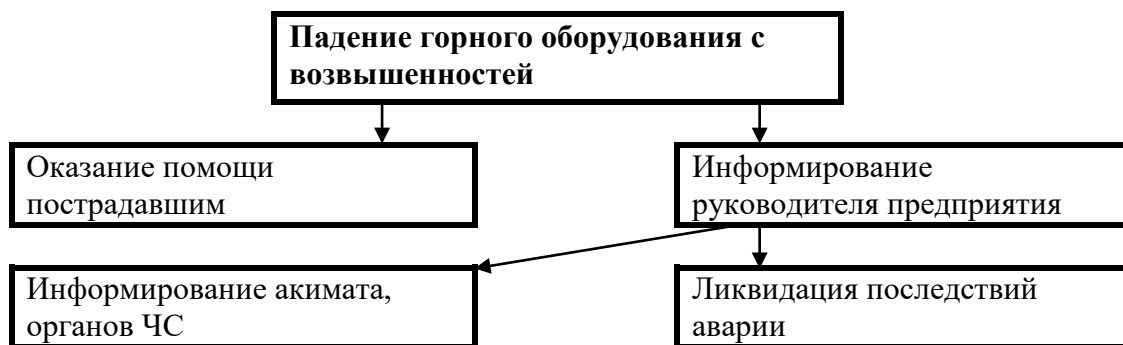 Падение горного оборудования с
возвышенностей
Оказание помощи
пострадавшим
Информирование
руководителя предприятия
Информирование акимата,
органов ЧС
Ликвидация последствий
аварии